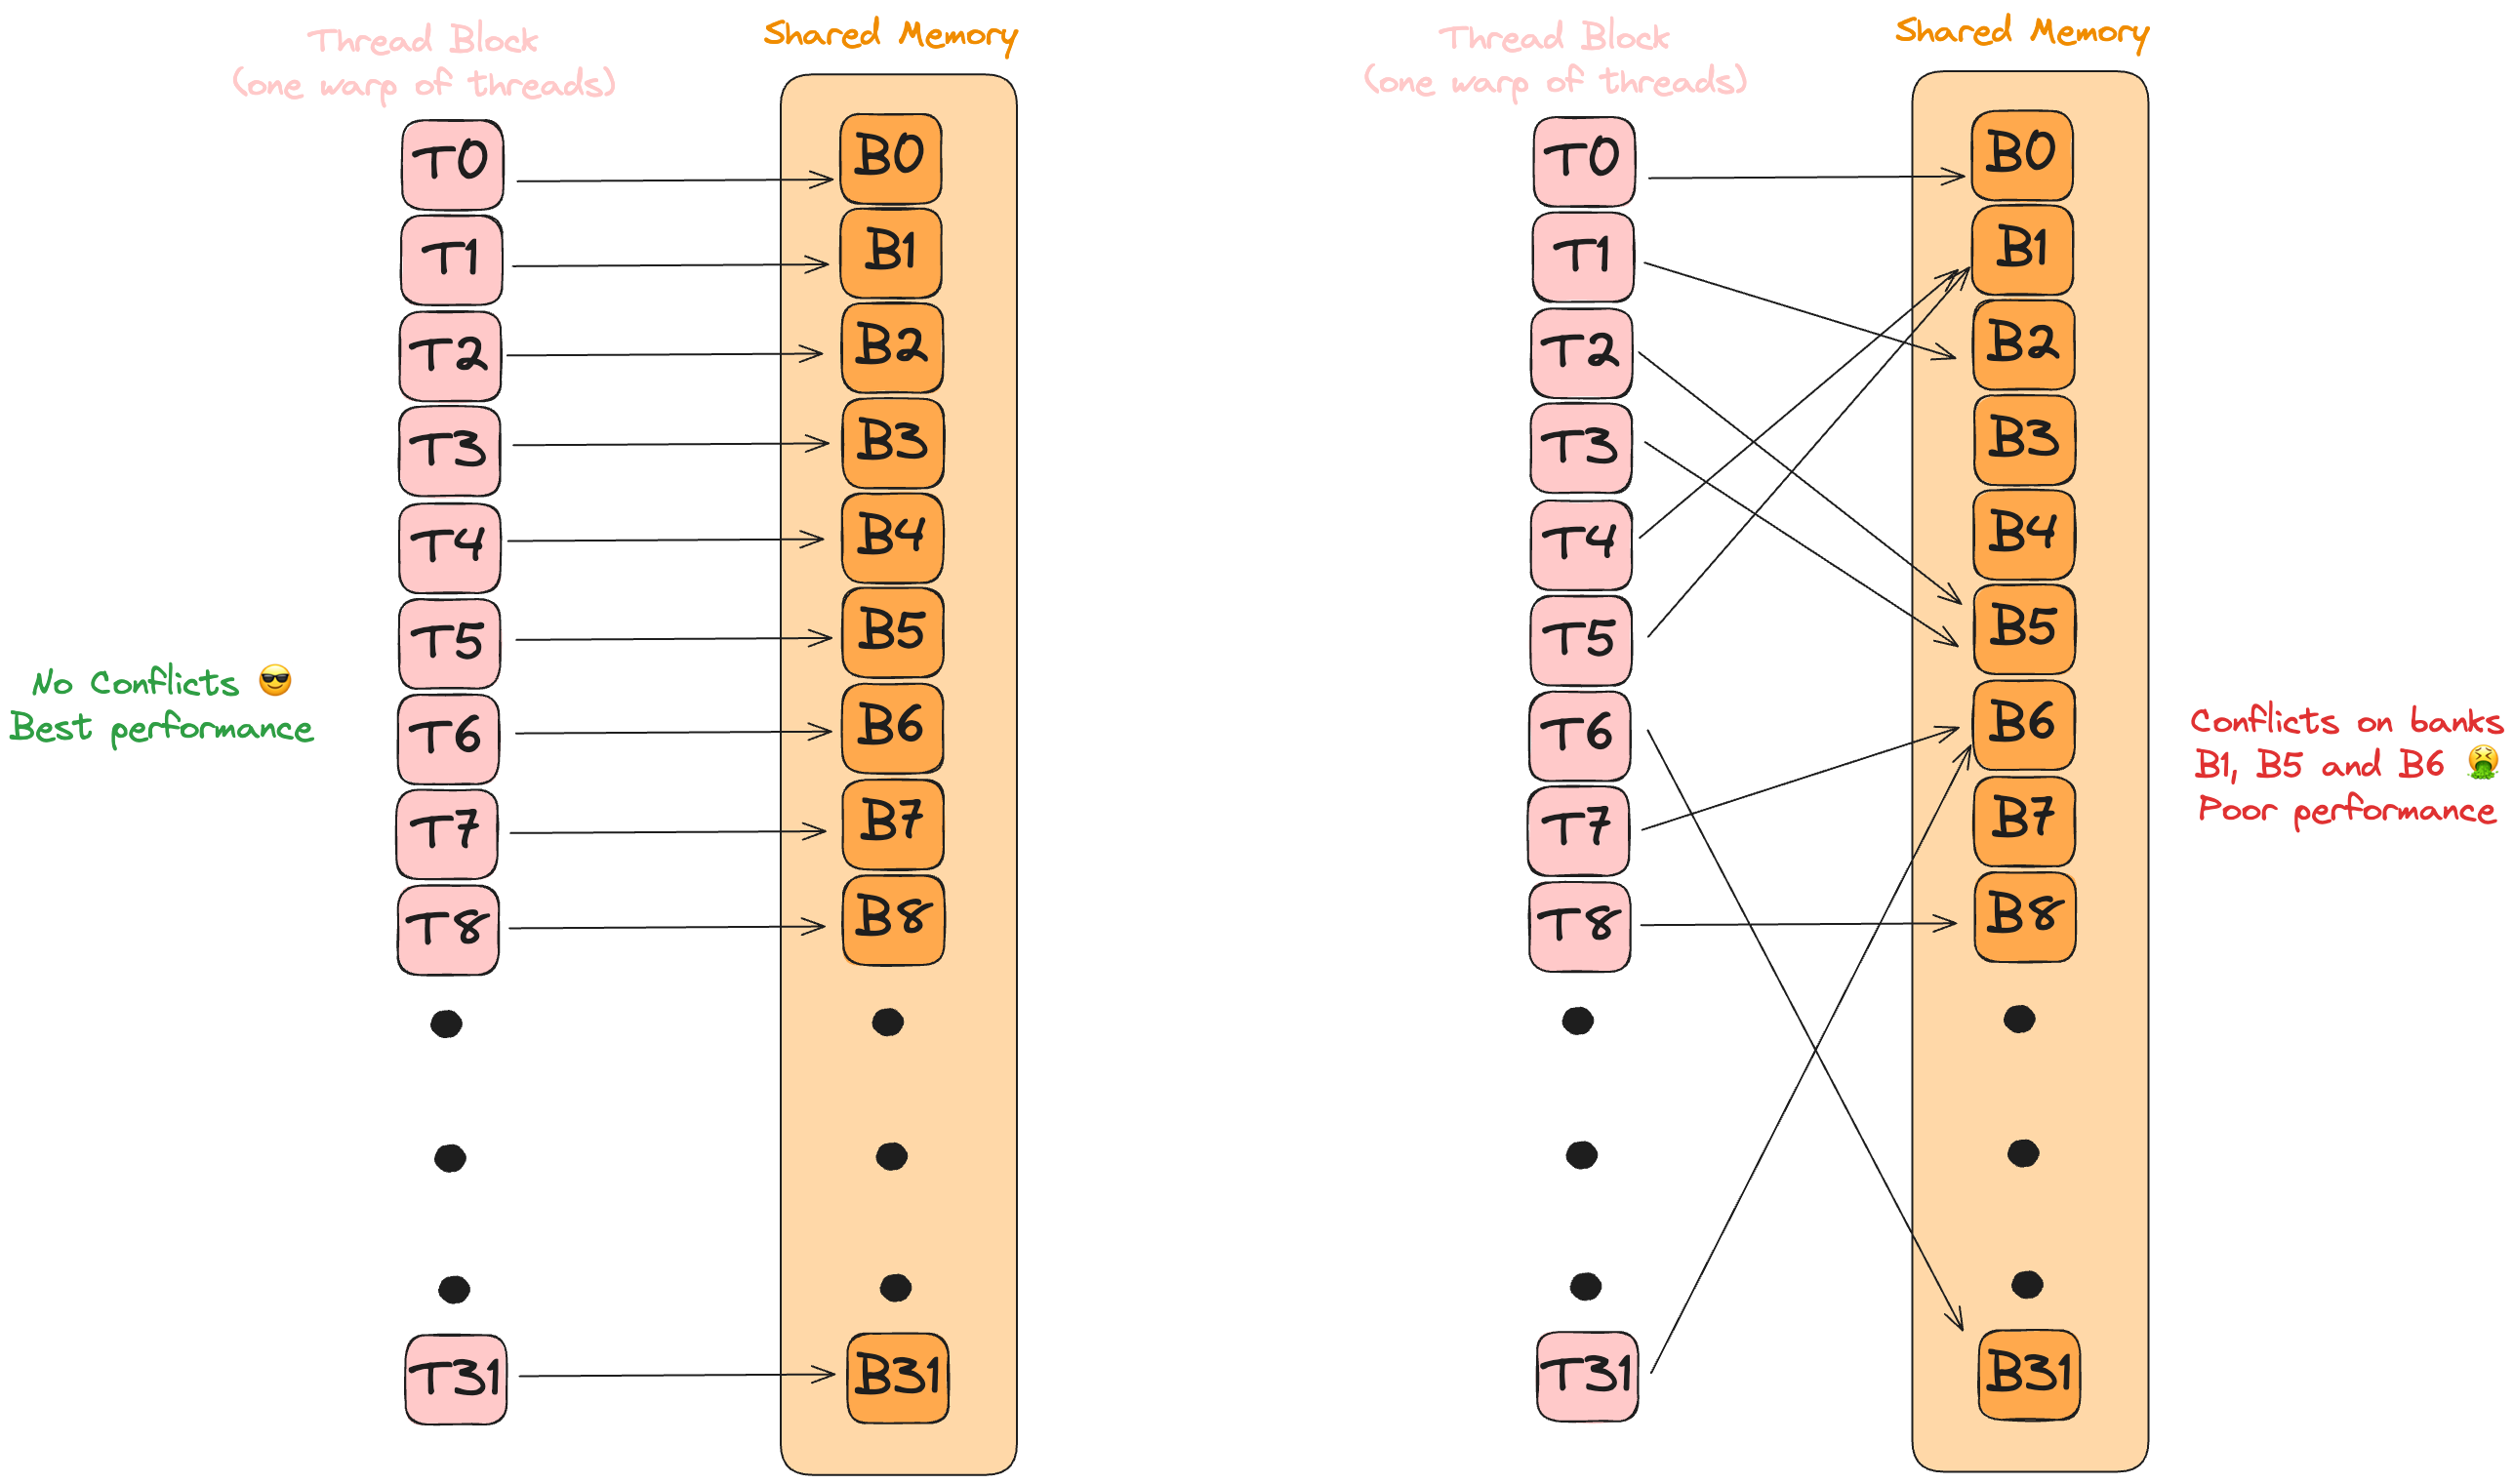 Thread Block
(one warp of threads)
Shared Memory
T0
B0
T1
B1
T2
B2
T3
B3
T4
B4
T5
B5
T6
B6
T7
B7
T8
B8
T31
B31
No Conflicts 😎
Best performance
Thread Block
(one warp of threads)
Shared Memory
T0
B0
T1
B1
T2
B2
T3
B3
T4
B4
T5
B5
T6
B6
T7
B7
T8
B8
T31
B31
Conflicts on banks
B1, B5 and B6 🤮
Poor performance